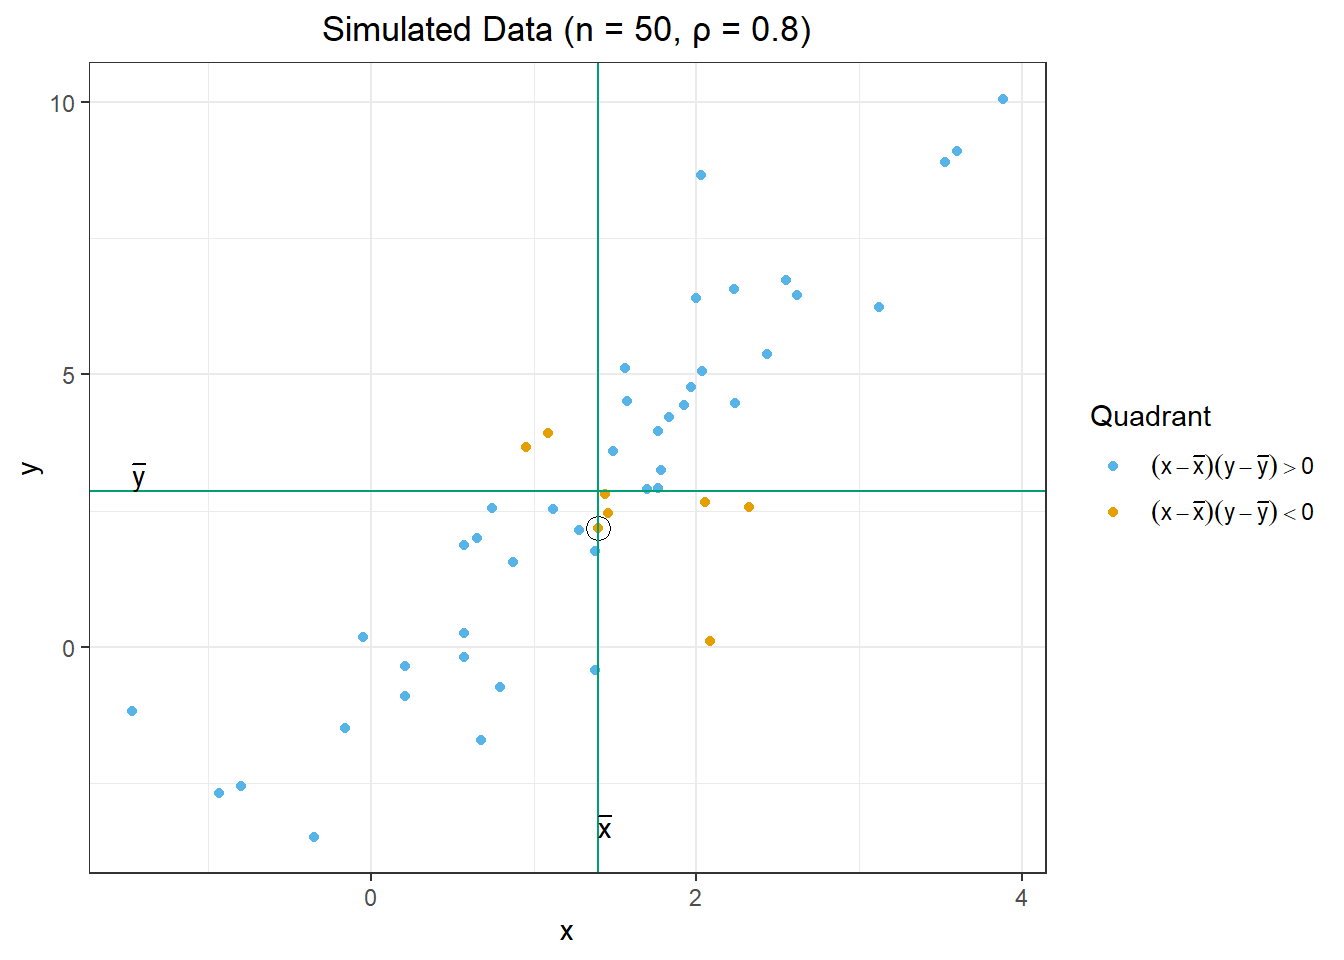 Simulated Data (n = 50, ρ = 0.8)
10
5
0
y
y̅
x̅
0
2
4
x
Quadrant
(x − x̅)(y − y̅) > 0
(x − x̅)(y − y̅) < 0